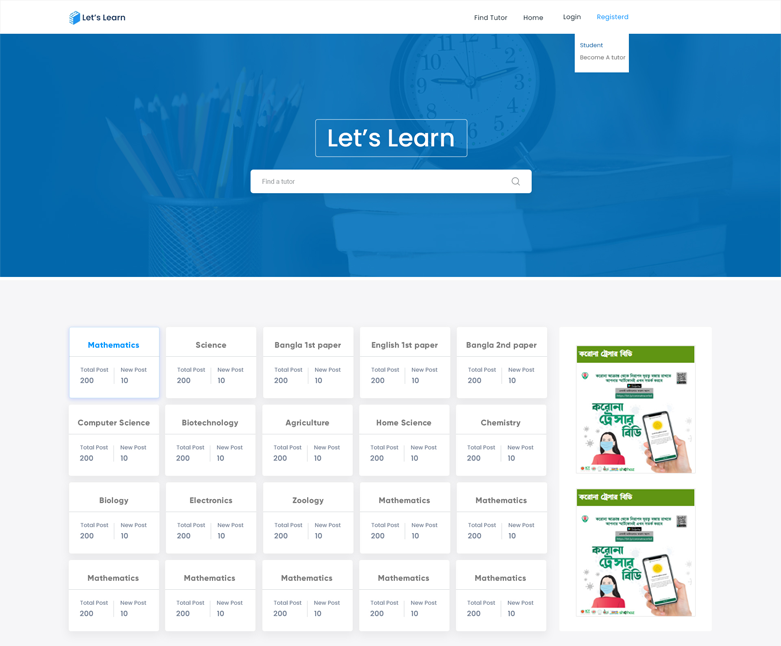 Let's Learn
Find Tutor Home Login Registerd
Student
Become A tutor
Let's Learn
Find a tutor
Mathematics Science Bangla 1st paper English 1st paper Bangla 2nd paper
Total Post New Post Total Post New Post Total Post New Post Total Post New Post Total Post New Post
200 10 200 10 200 10 200 10 200 10
Computer Science Biotechnology Agriculture Home Science Chemistry
Total Post New Post Total Post New Post Total Post New Post Total Post New Post Total Post New Post
200 10 200 10 200 10 200 10 200 10
Biology Electronics Zoology Mathematics Mathematics
Total Post New Post Total Post New Post Total Post New Post Total Post New Post Total Post New Post
200 10 200 10 200 10 200 10 200 10
Mathematics Mathematics Mathematics Mathematics Mathematics
Total Post New Post Total Post New Post Total Post New Post Total Post New Post Total Post New Post
200 10 200 10 200 10 200 10 200 10
করোনা ট্রেসার বিডি
করোনা
ট্রেসার
বিডি
করোনা ট্রেসার বিডি
করোনা
ট্রেসার
বিডি